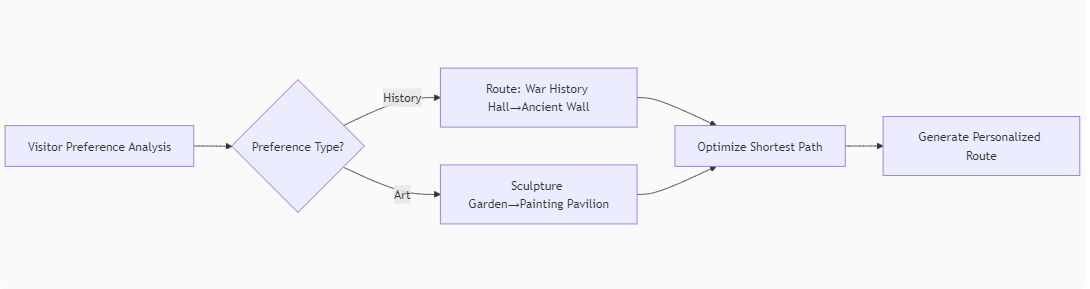 Visitor Preference Analysis
Preference Type?
History
Route: War History
Hall→Ancient Wall
Art
Sculpture
Garden→Painting Pavilion
Optimize Shortest Path
Generate Personalized
Route